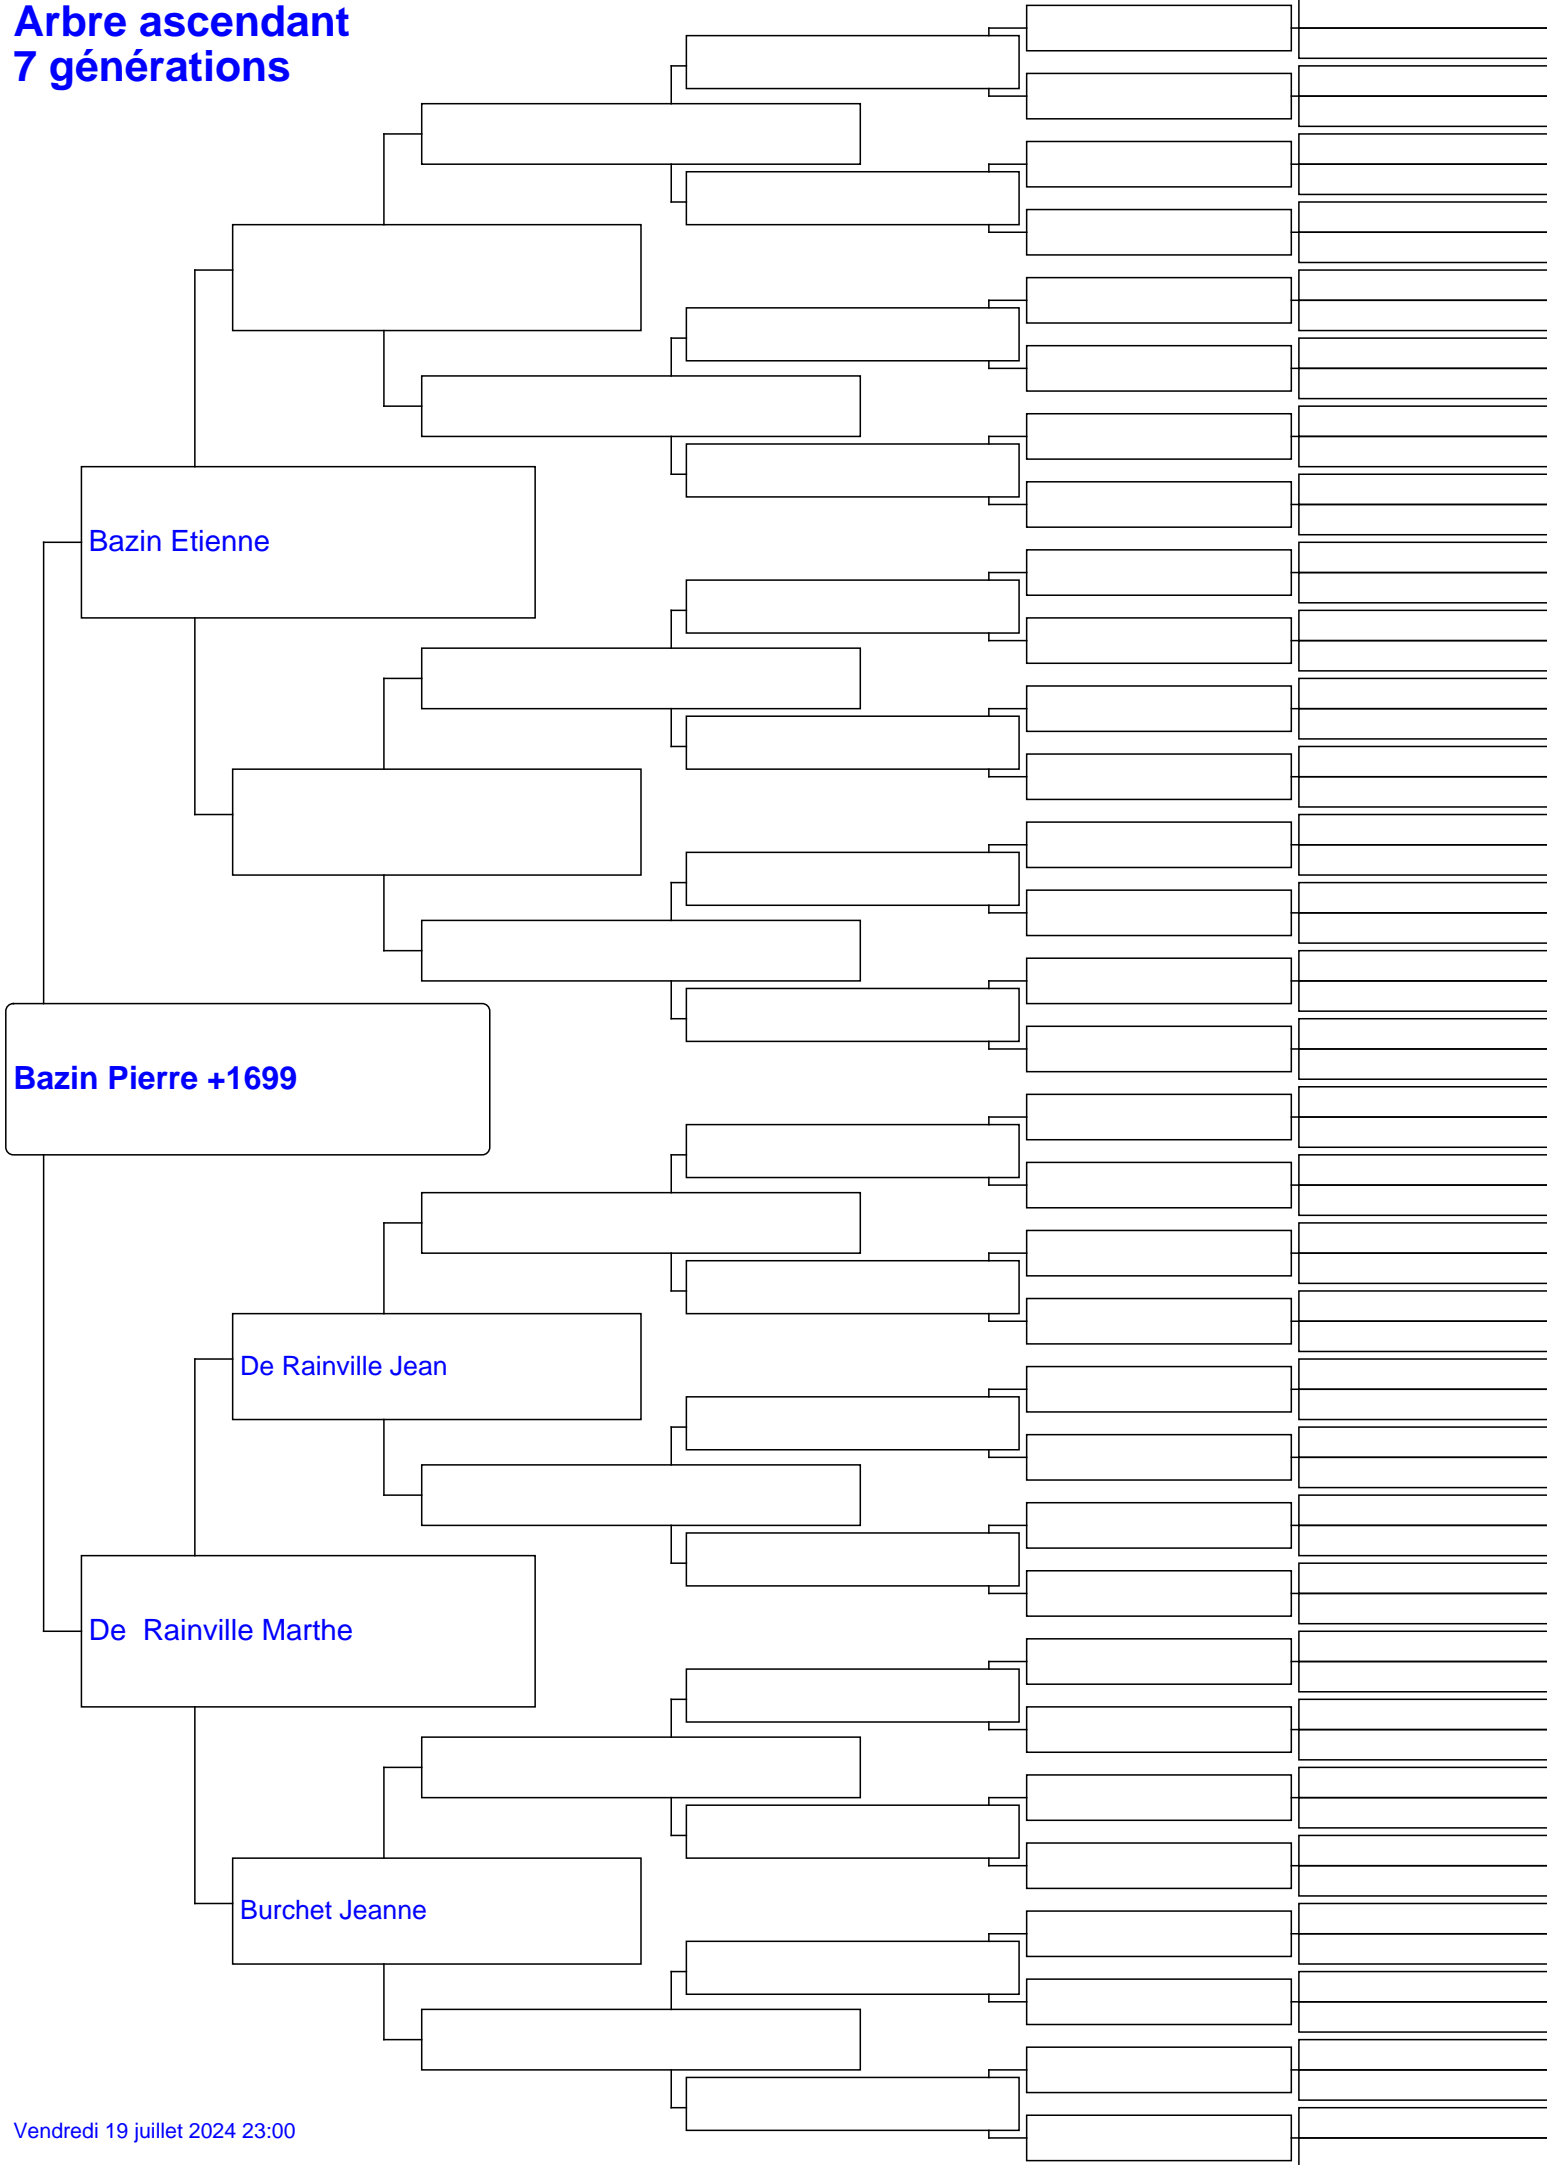 Arbre ascendant
7 générations
Bazin Etienne
Bazin Pierre +1699
De Rainville Jean
De  Rainville Marthe
Burchet Jeanne
Vendredi 19 juillet 2024 23:00